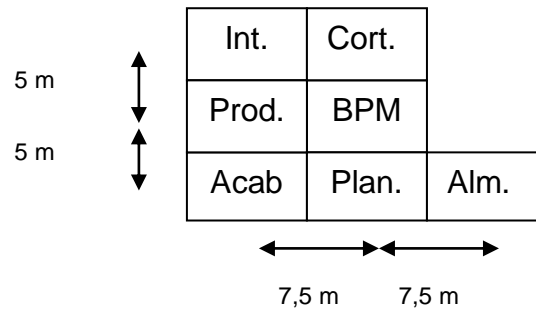 Int. Cort.
5 m
Prod. BPM
5 m
Acab Plan. Alm.
7,5 m 7,5 m